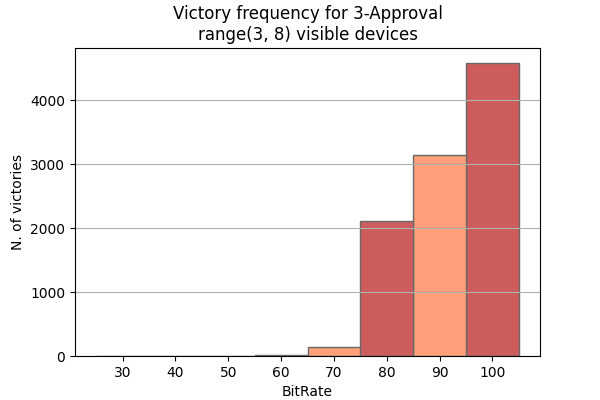 Victory frequency for 3-Approval
range(3, 8) visible devices
N. of victories
4000
3000
2000
1000
0
30 40 50 60 70 80 90 100
BitRate